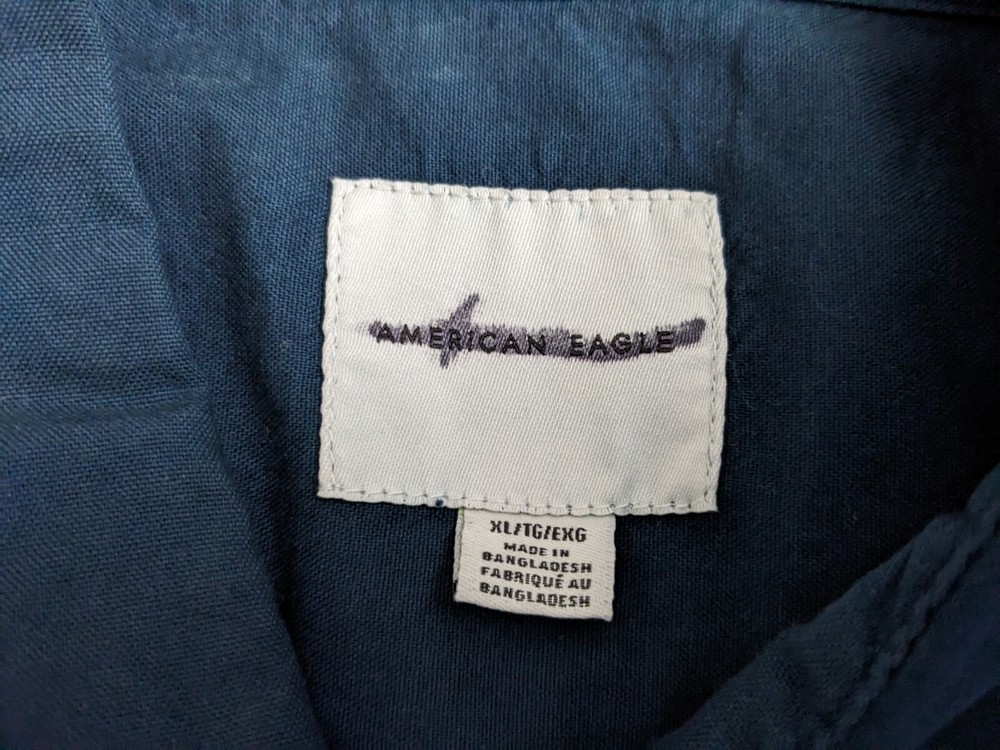 AMERICAN EAGLE
XL/TG/EXG
MADE IN
BANGLADESH
FABRIQUÉ AU
BANGLADESH